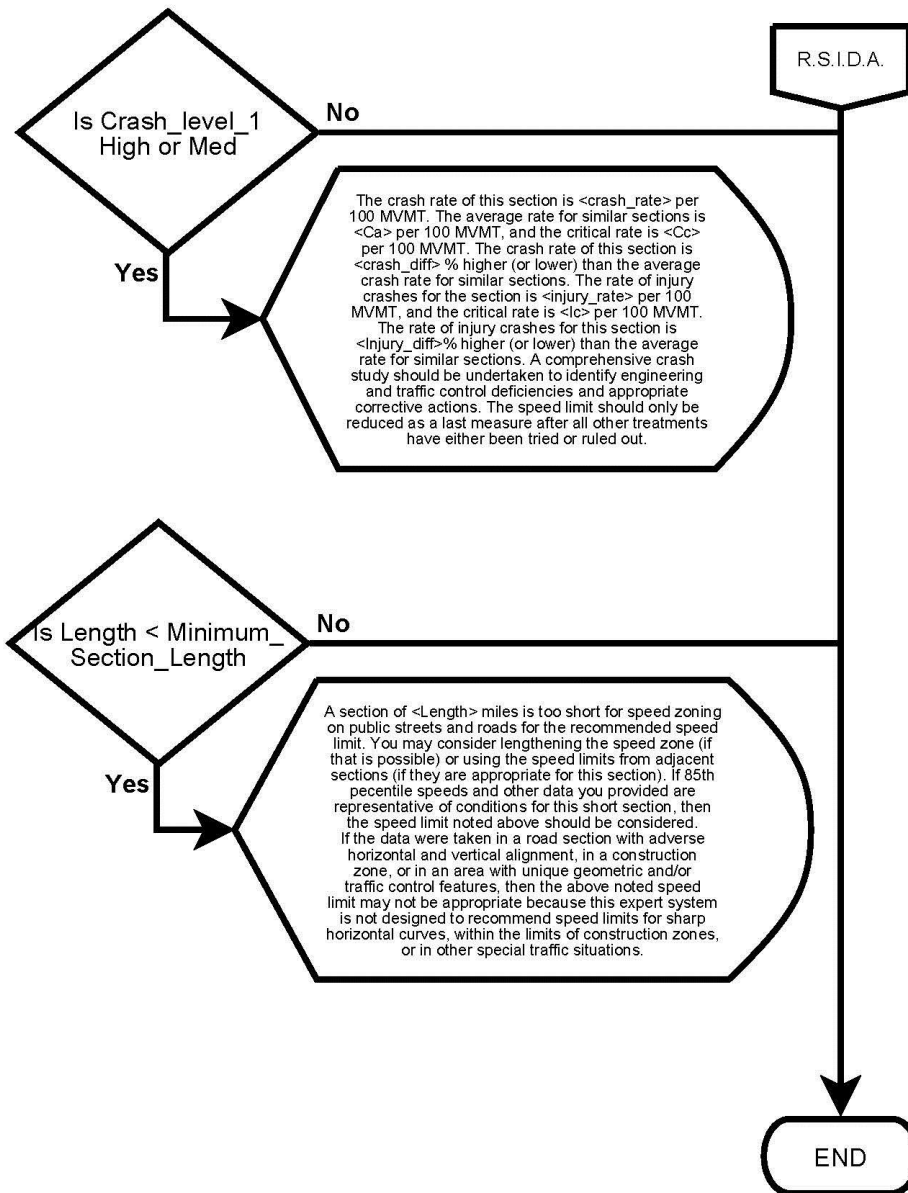 R.S.I.D.A.
Is Crash_level_1
High or Med
No
Yes
The crash rate of this section is <crash_rate> per
100 MVMT. The average rate for similar sections is
<Ca> per 100 MVMT, and the critical rate is <Cc>
per 100 MVMT. The crash rate of this section is
<crash_diff> % higher (or lower) than the average
crash rate for similar sections. The rate of injury
crashes for the section is <injury_rate> per 100
MVMT, and the critical rate is <Ic> per 100 MVMT.
The rate of injury crashes for this section is
<Injury_diff>% higher (or lower) than the average
rate for similar sections. A comprehensive crash
study should be undertaken to identify engineering
and traffic control deficiencies and appropriate
corrective actions. The speed limit should only be
reduced as a last measure after all other treatments
have either been tried or ruled out.
Is Length < Minimum_
Section_Length
No
Yes
A section of <Length> miles is too short for speed zoning
on public streets and roads for the recommended speed
limit. You may consider lengthening the speed zone (if
that is possible) or using the speed limits from adjacent
sections (if they are appropriate for this section). If 85th
pecentile speeds and other data you provided are
representative of conditions for this short section, then
the speed limit noted above should be considered.
If the data were taken in a road section with adverse
horizontal and vertical alignment, in a construction
zone, or in an area with unique geometric and/or
traffic control features, then the above noted speed
limit may not be appropriate because this expert system
is not designed to recommend speed limits for sharp
horizontal curves, within the limits of construction zones,
or in other special traffic situations.
END